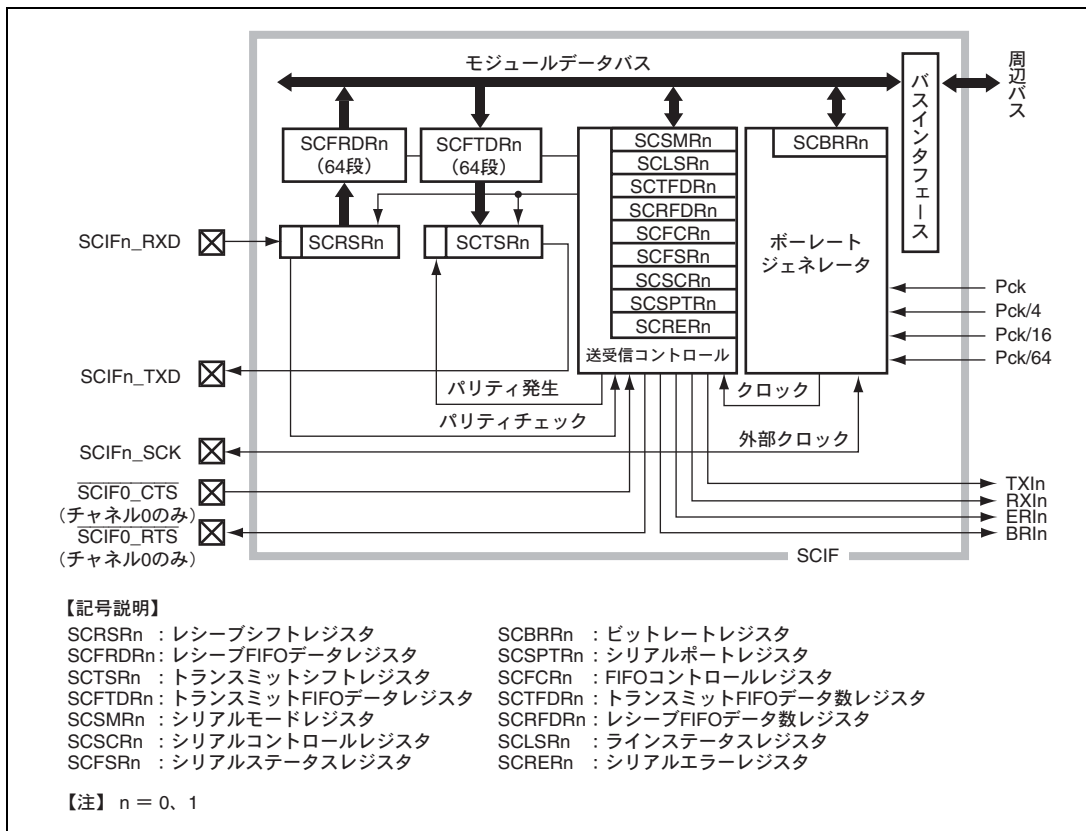 モジュールデータバス
バスインタフェース
周辺バス
SCFRDRn
(64段)
SCFTDRn
(64段)
SCSMRn
SCLSRn
SCTFDRn
SCRFDRn
SCFCRn
SCFSRn
SCSCRn
SCSPTRn
SCRERn
送受信コントロール
SCBRRn
ボーレート
ジェネレータ
SCIFn_RXD
SCRSRn
SCTSRn
Pck
Pck/4
Pck/16
Pck/64
SCIFn_TXD
パリティ発生
クロック
パリティチェック
外部クロック
SCIFn_SCK
SCIF0_CTS
(チャネル0のみ)
SCIF0_RTS
(チャネル0のみ)
TXIn
RXIn
ERIn
BRIn
SCIF
【記号説明】
SCRSRn : レシーブシフトレジスタ
SCFRDRn : レシーブFIFOデータレジスタ
SCTSRn : トランスミットシフトレジスタ
SCFTDRn : トランスミットFIFOデータレジスタ
SCSMRn : シリアルモードレジスタ
SCSCRn : シリアルコントロールレジスタ
SCFSRn : シリアルステータスレジスタ
SCBRRn : ビットレートレジスタ
SCSPTRn : シリアルポートレジスタ
SCFCRn : FIFOコントロールレジスタ
SCTFDRn : トランスミットFIFOデータ数レジスタ
SCRFDRn : レシーブFIFOデータ数レジスタ
SCLSRn : ラインステータスレジスタ
SCRERn : シリアルエラーレジスタ
【注】 n = 0、1